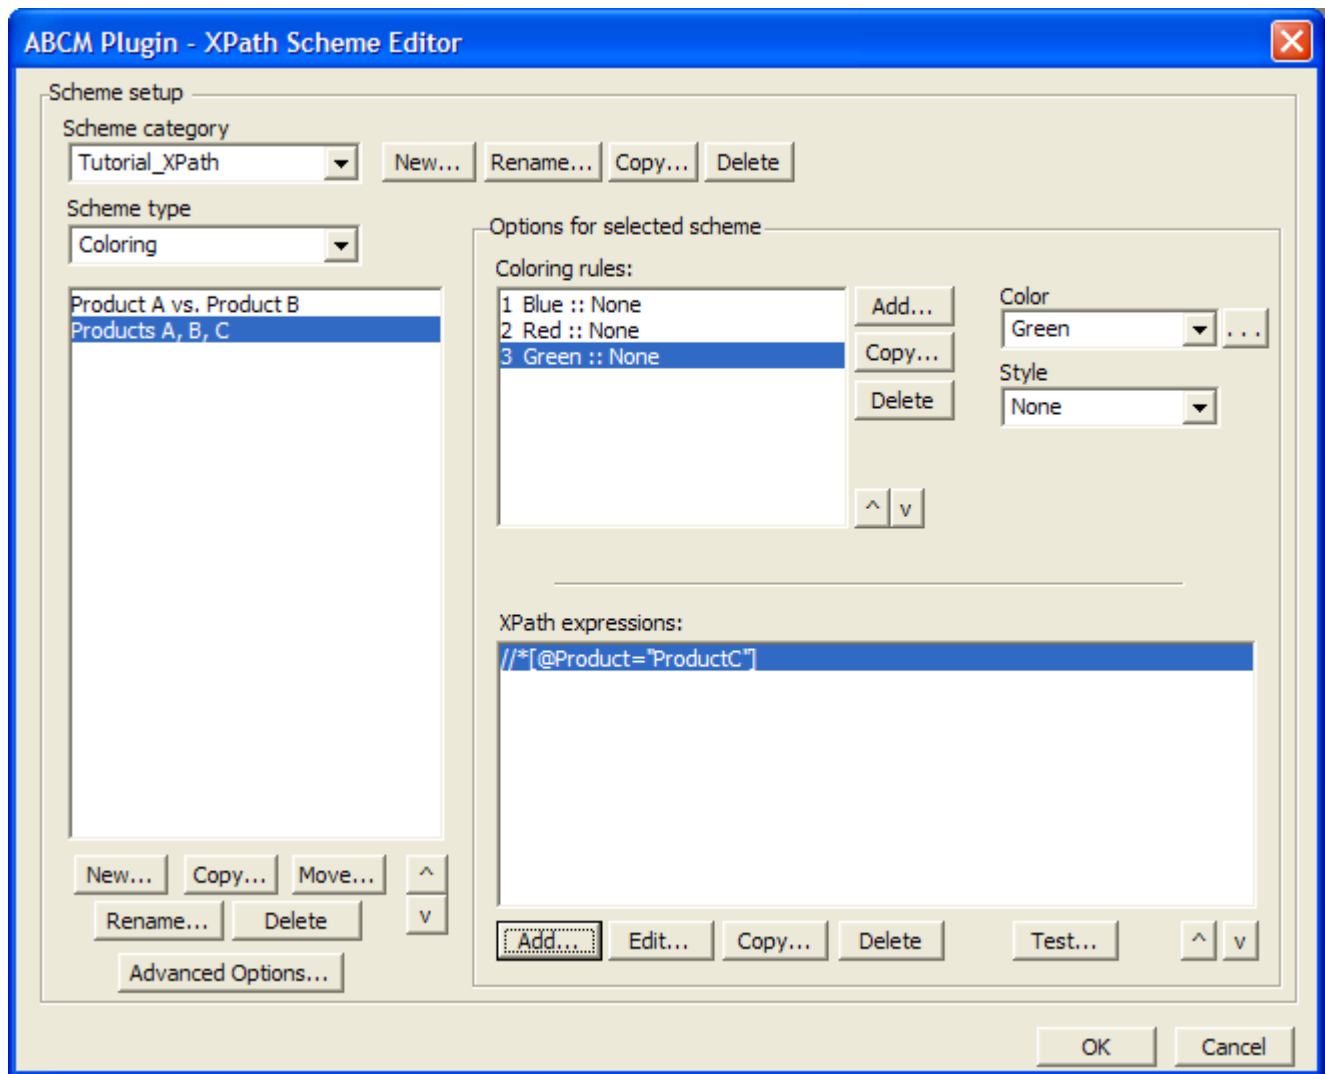 ABCM Plugin - XPath Scheme Editor
Scheme setup
Scheme category
Tutorial_XPath
New... Rename... Copy... Delete
Scheme type
Coloring
Product A vs. Product B
Products A, B, C
New... Copy... Move... ^
Rename... Delete v
Advanced Options...
Options for selected scheme
Coloring rules:
1 Blue :: None
2 Red :: None
3 Green :: None
Add...
Copy...
Delete
^ v
Color
Green ...
Style
None
XPath expressions:
//*[@Product="ProductC"]
Add... Edit... Copy... Delete Test... ^ v
OK Cancel